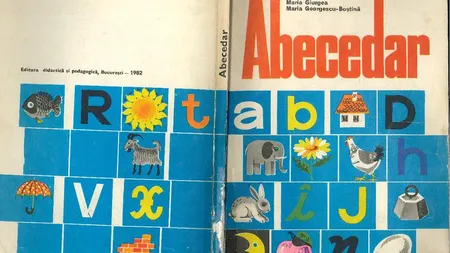 Editura didactică și pedagogică, București — 1982
R t
V x
Abecedar
Maria Giurgea
Maria Georgescu-Boștină
Abecedar
a b D
h
i J
n